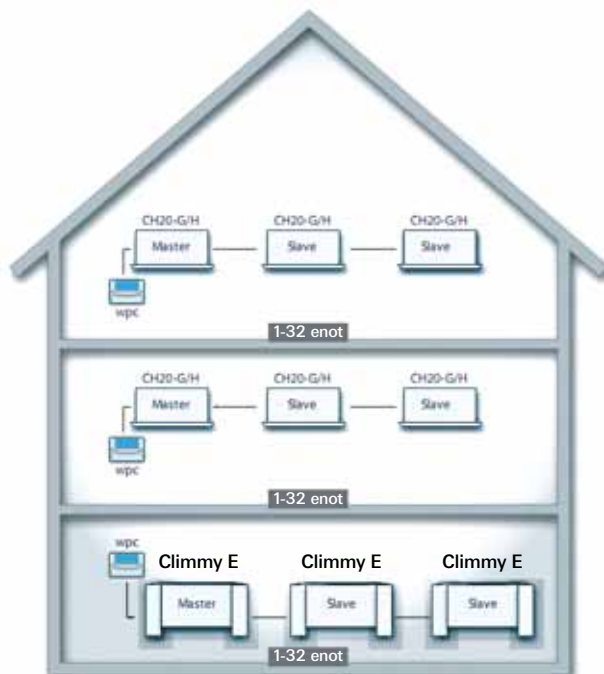 CH20-G/H CH20-G/H CH20-G/H
Master Slave Slave
wpc
1-32 enot
CH20-G/H CH20-G/H CH20-G/H
Master Slave Slave
wpc
1-32 enot
wpc
Climmy E Climmy E Climmy E
Master Slave Slave
1-32 enot